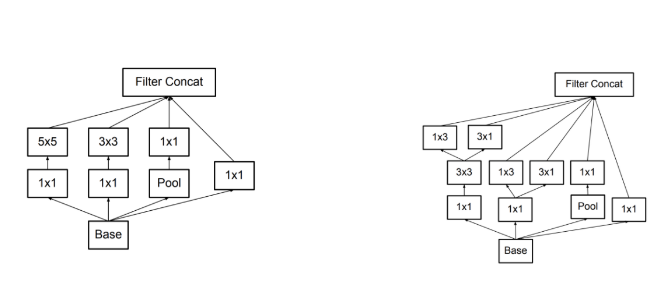 Filter Concat
5x5
3x3
1x1
1x1
1x1
Pool
1x1
Base
Filter Concat
1x3
3x1
3x3
1x3
3x1
1x1
1x1
1x1
Pool
1x1
Base